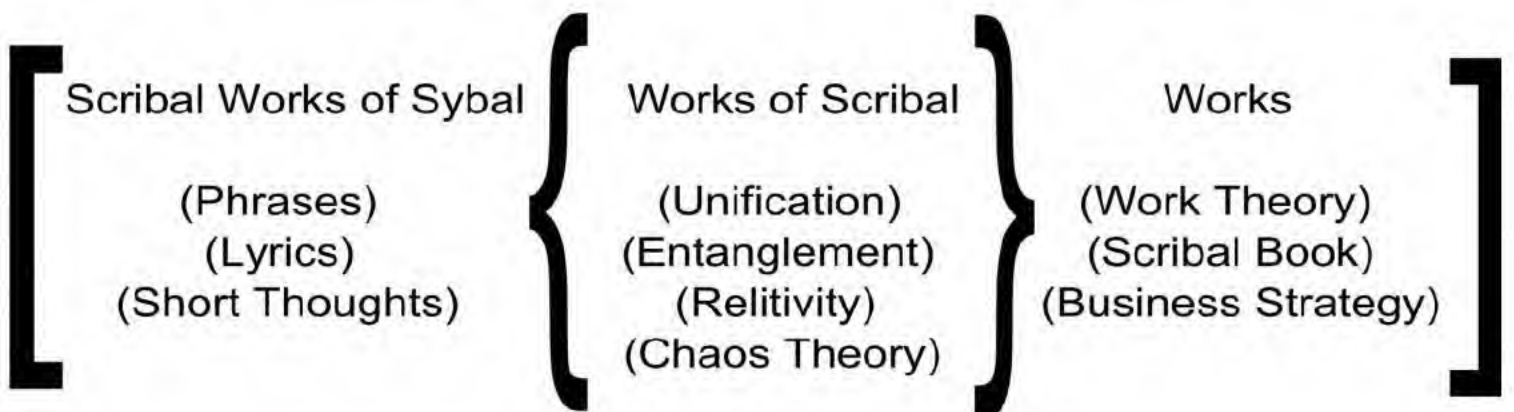 Scribal Works of Sybal
(Phrases)
(Lyrics)
(Short Thoughts)
Works of Scribal
(Unification)
(Entanglement)
(Relitivity)
(Chaos Theory)
Works
(Work Theory)
(Scribal Book)
(Business Strategy)